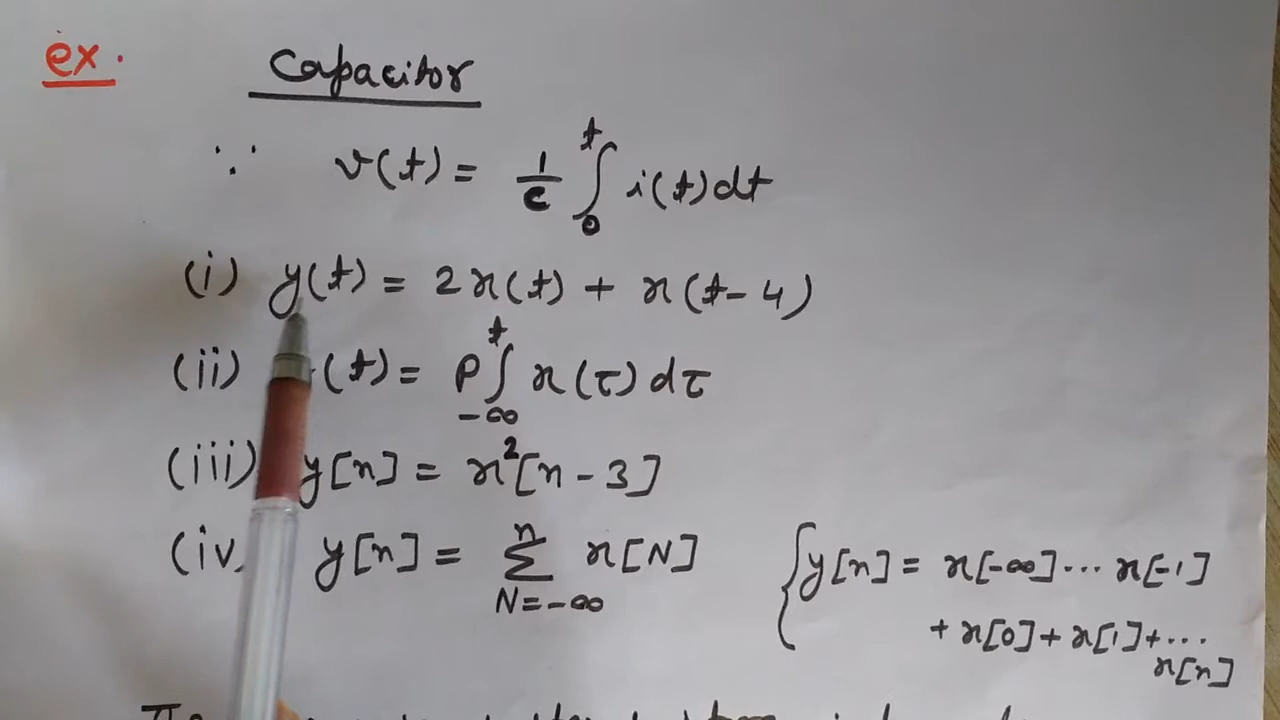 ex. Capacitor
∵ v(t) = 1/c ∫₀ᵗ i(t)dt
(i) y(t) = 2x(t) + x(t-4)
(ii) (t) = P∫₋∞ᵗ x(τ)dτ
(iii) y[n] = x²[n-3]
(iv y[n] = Σ_{N=-∞}^{n} x[N] { y[n] = x[-∞]... x[-1]
+ x[0] + x[1] + ...
x[n]